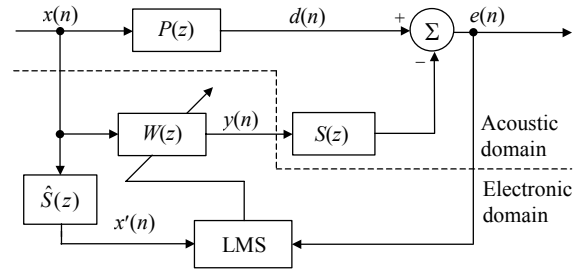 x(n)
P(z)
d(n)
+
Σ
e(n)
−
W(z)
y(n)
S(z)
Acoustic
domain
Ŝ(z)
Electronic
domain
x'(n)
LMS